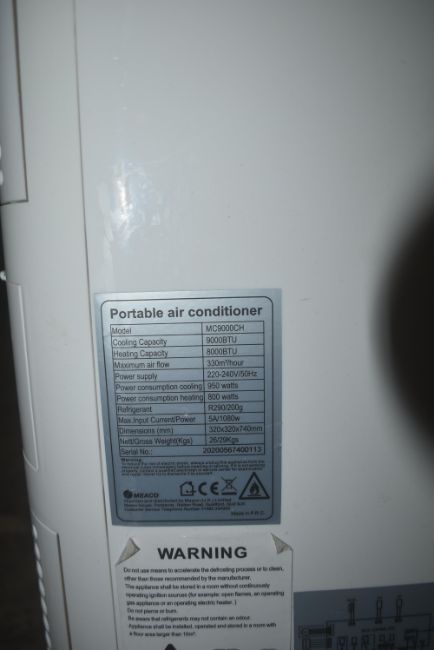 Portable air conditioner
Model MC9000CH
Cooling Capacity 9000BTU
Heating Capacity 8000BTU
Maximum air flow 330m³/hour
Power supply 220-240V/50Hz
Power consumption cooling 950 watts
Power consumption heating 800 watts
Refrigerant R290/200g
Max.Input Current/Power 5A/1080w
Dimensions (mm) 320x320x740mm
Nett/Gross Weight(Kgs) 26/29Kgs
Serial No.: 20200567400113
MEACO
CE
Made in P.R.C.
WARNING
Do not use means to accelerate the defrosting process or to clean,
other than those recommended by the manufacturer.
The appliance shall be stored in a room without continuously
operating ignition sources (for example: open flames, an operating
gas appliance or an operating electric heater.)
Do not pierce or burn.
Be aware that refrigerants may not contain an odour.
Appliance shall be installed, operated and stored in a room with
a floor area larger than